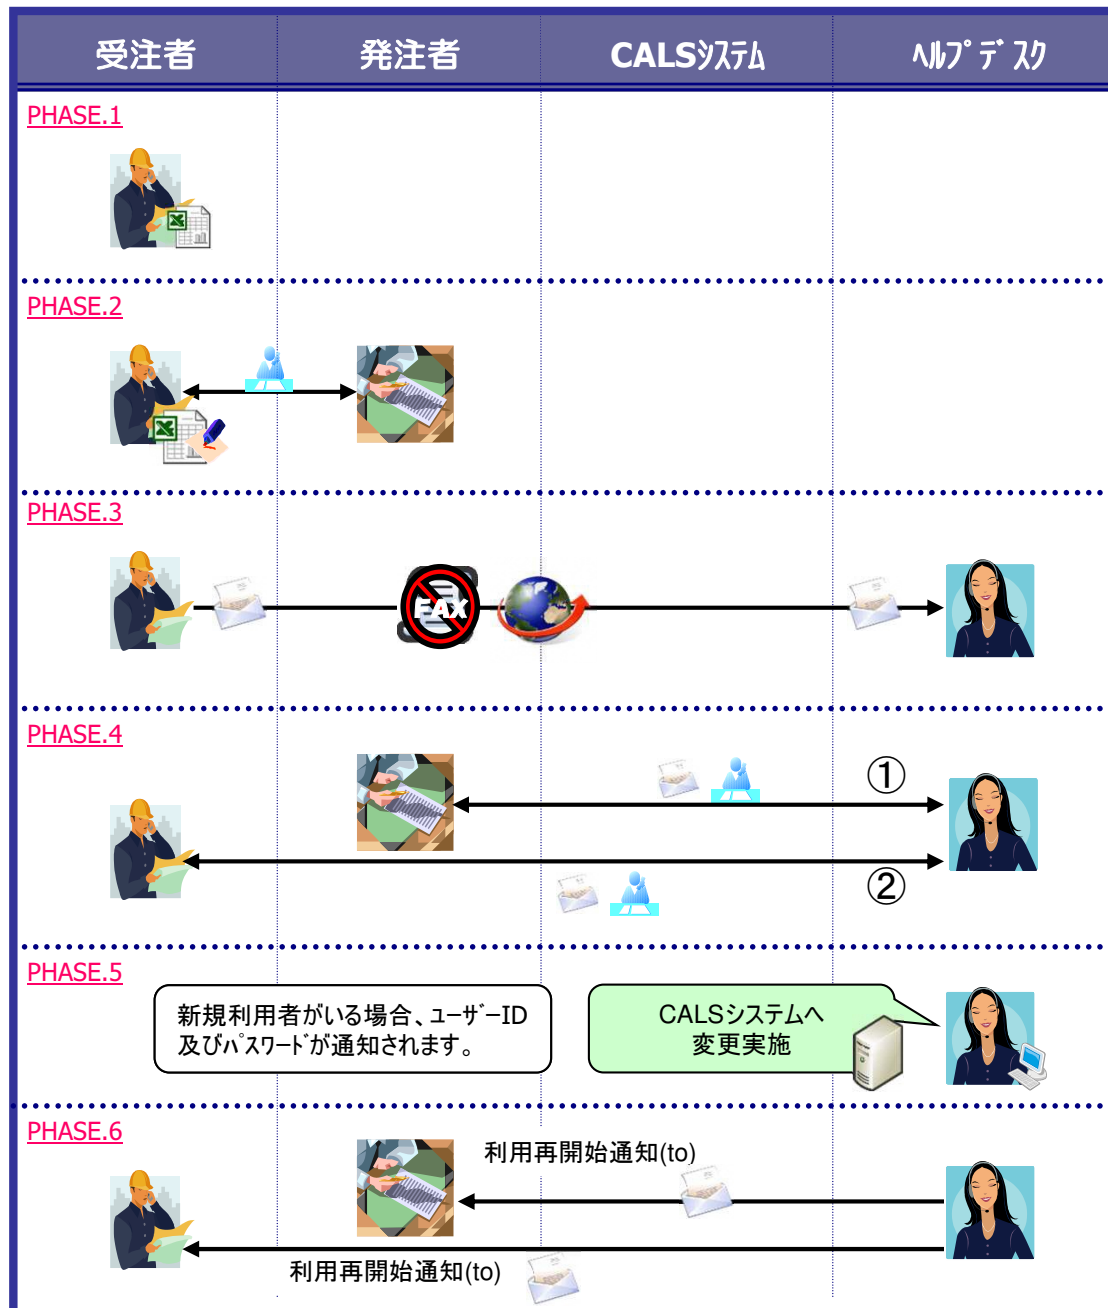 受注者 発注者 CALSシステム ヘルプデスク
PHASE.1
PHASE.2
PHASE.3
FAX
PHASE.4
①
②
PHASE.5
新規利用者がいる場合、ユーザーID
及びパスワードが通知されます。
CALSシステムへ
変更実施
PHASE.6
利用再開始通知(to)
利用再開始通知(to)